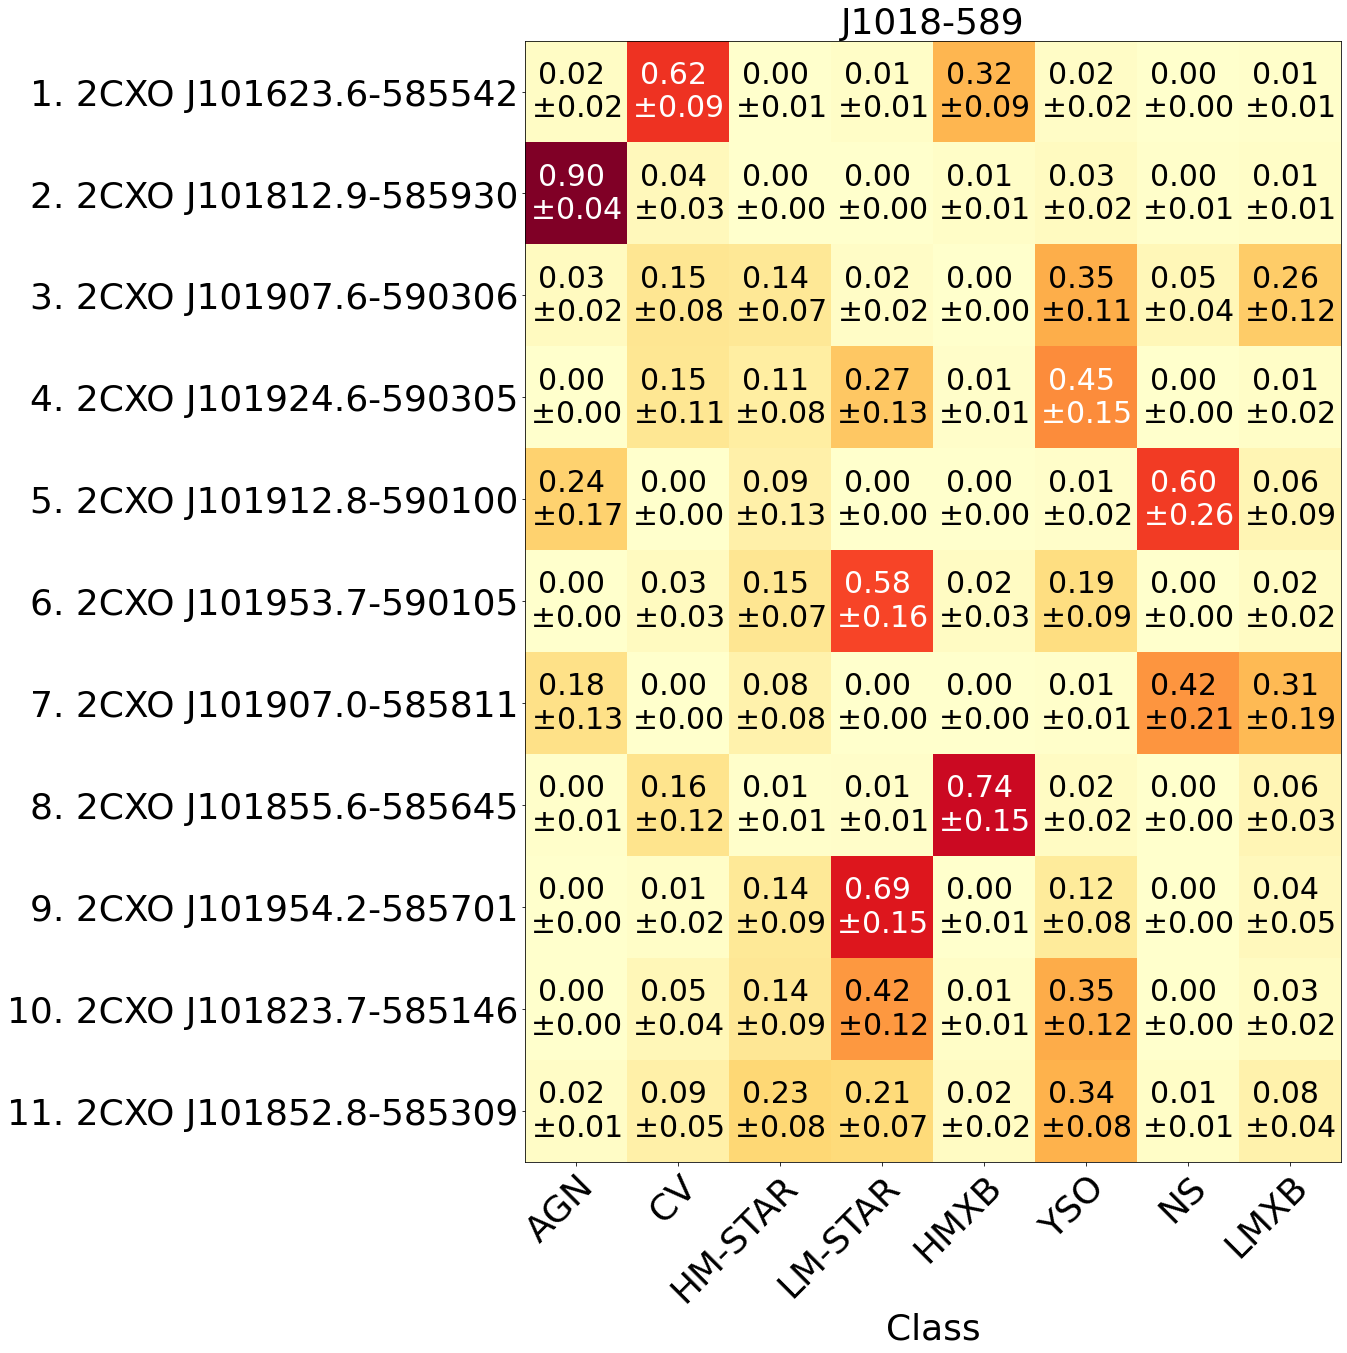 J1018-589
1. 2CXO J101623.6-585542 0.02 0.62 0.00 0.01 0.32 0.02 0.00 0.01
±0.02 ±0.09 ±0.01 ±0.01 ±0.09 ±0.02 ±0.00 ±0.01
2. 2CXO J101812.9-585930 0.90 0.04 0.00 0.00 0.01 0.03 0.00 0.01
±0.04 ±0.03 ±0.00 ±0.00 ±0.01 ±0.02 ±0.01 ±0.01
3. 2CXO J101907.6-590306 0.03 0.15 0.14 0.02 0.00 0.35 0.05 0.26
±0.02 ±0.08 ±0.07 ±0.02 ±0.00 ±0.11 ±0.04 ±0.12
4. 2CXO J101924.6-590305 0.00 0.15 0.11 0.27 0.01 0.45 0.00 0.01
±0.00 ±0.11 ±0.08 ±0.13 ±0.01 ±0.15 ±0.00 ±0.02
5. 2CXO J101912.8-590100 0.24 0.00 0.09 0.00 0.00 0.01 0.60 0.06
±0.17 ±0.00 ±0.13 ±0.00 ±0.00 ±0.02 ±0.26 ±0.09
6. 2CXO J101953.7-590105 0.00 0.03 0.15 0.58 0.02 0.19 0.00 0.02
±0.00 ±0.03 ±0.07 ±0.16 ±0.03 ±0.09 ±0.00 ±0.02
7. 2CXO J101907.0-585811 0.18 0.00 0.08 0.00 0.00 0.01 0.42 0.31
±0.13 ±0.00 ±0.08 ±0.00 ±0.00 ±0.01 ±0.21 ±0.19
8. 2CXO J101855.6-585645 0.00 0.16 0.01 0.01 0.74 0.02 0.00 0.06
±0.01 ±0.12 ±0.01 ±0.01 ±0.15 ±0.02 ±0.00 ±0.03
9. 2CXO J101954.2-585701 0.00 0.01 0.14 0.69 0.00 0.12 0.00 0.04
±0.00 ±0.02 ±0.09 ±0.15 ±0.01 ±0.08 ±0.00 ±0.05
10. 2CXO J101823.7-585146 0.00 0.05 0.14 0.42 0.01 0.35 0.00 0.03
±0.00 ±0.04 ±0.09 ±0.12 ±0.01 ±0.12 ±0.00 ±0.02
11. 2CXO J101852.8-585309 0.02 0.09 0.23 0.21 0.02 0.34 0.01 0.08
±0.01 ±0.05 ±0.08 ±0.07 ±0.02 ±0.08 ±0.01 ±0.04
AGN CV HM-STAR LM-STAR HMXB YSO NS LMXB
Class